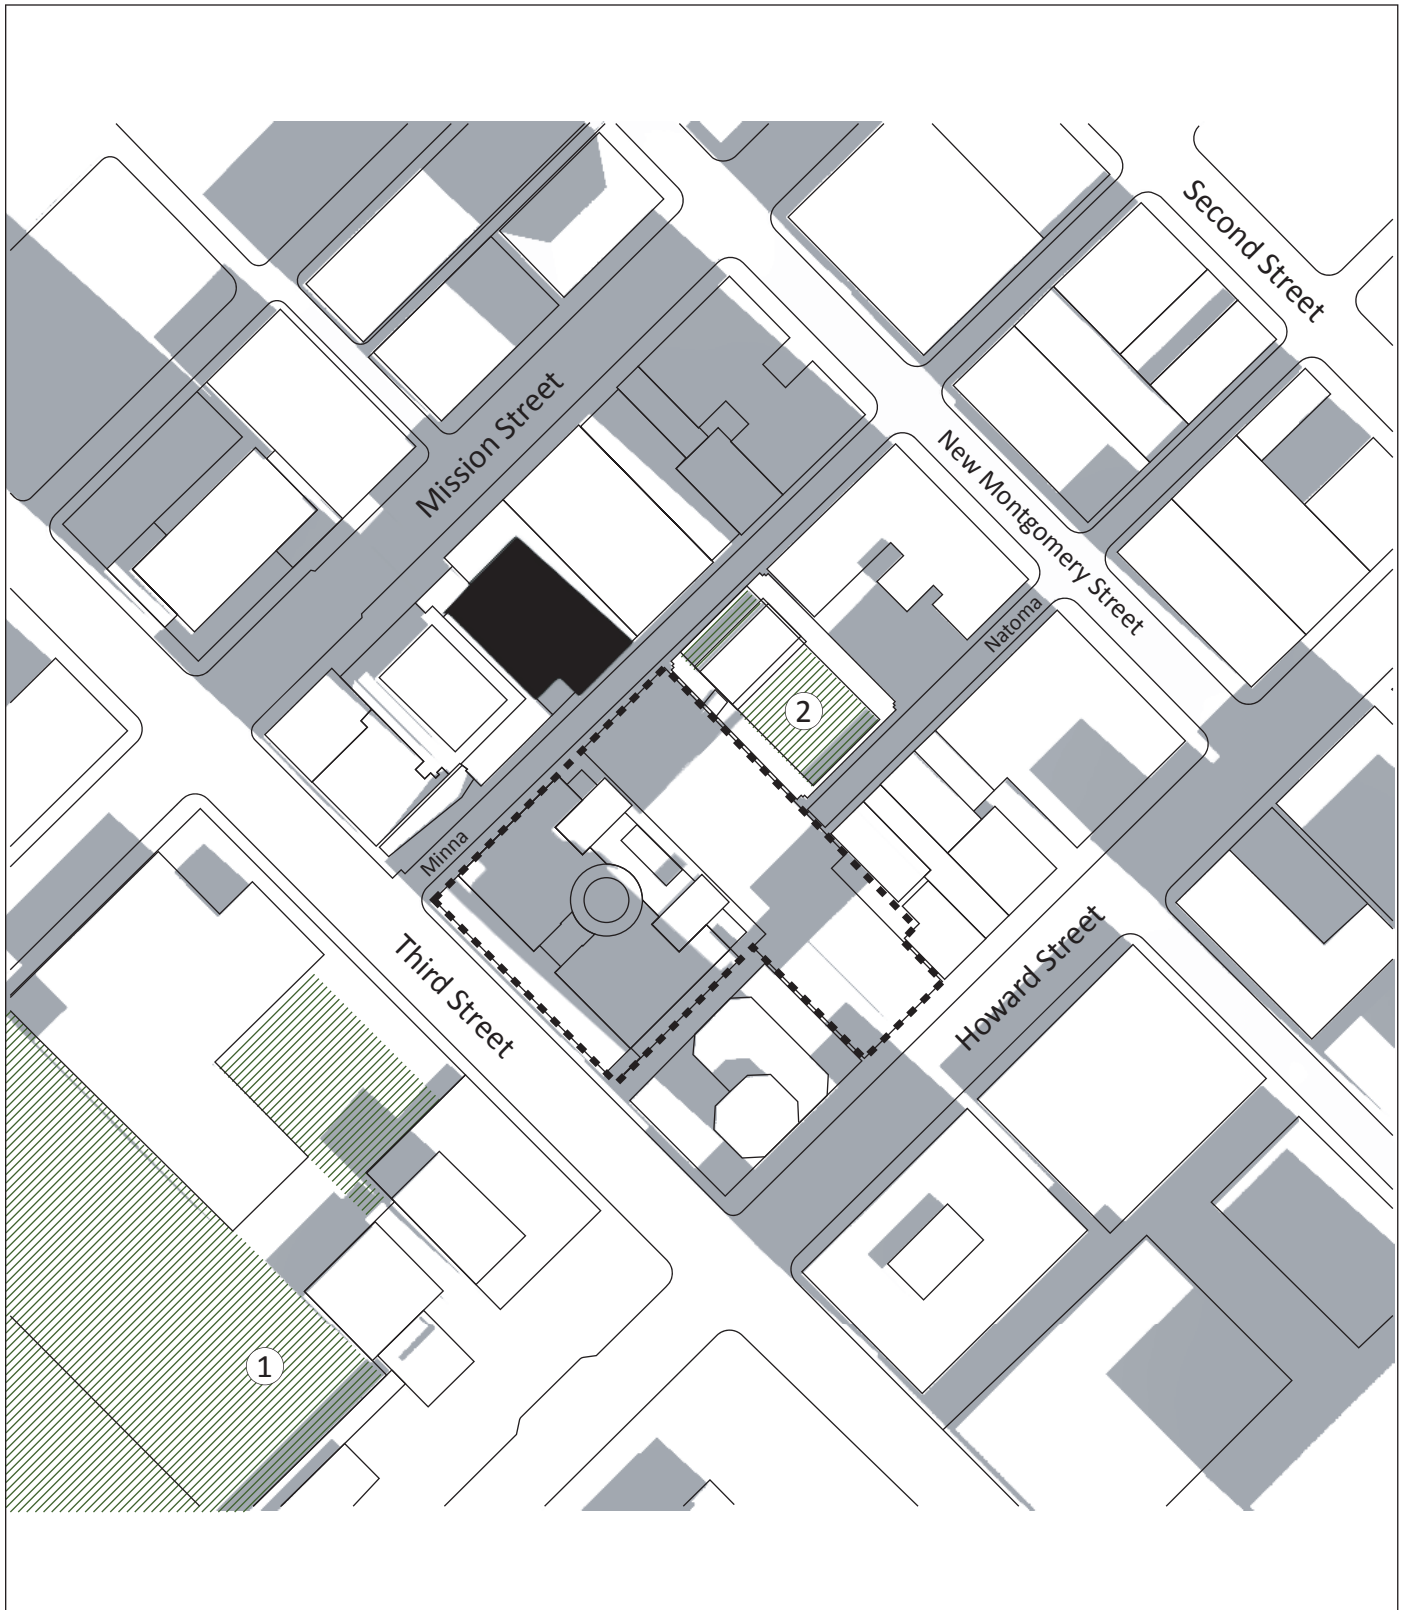 Second Street
Mission Street
New Montgomery Street
Natoma
2
Minna
Third Street
Howard Street
1